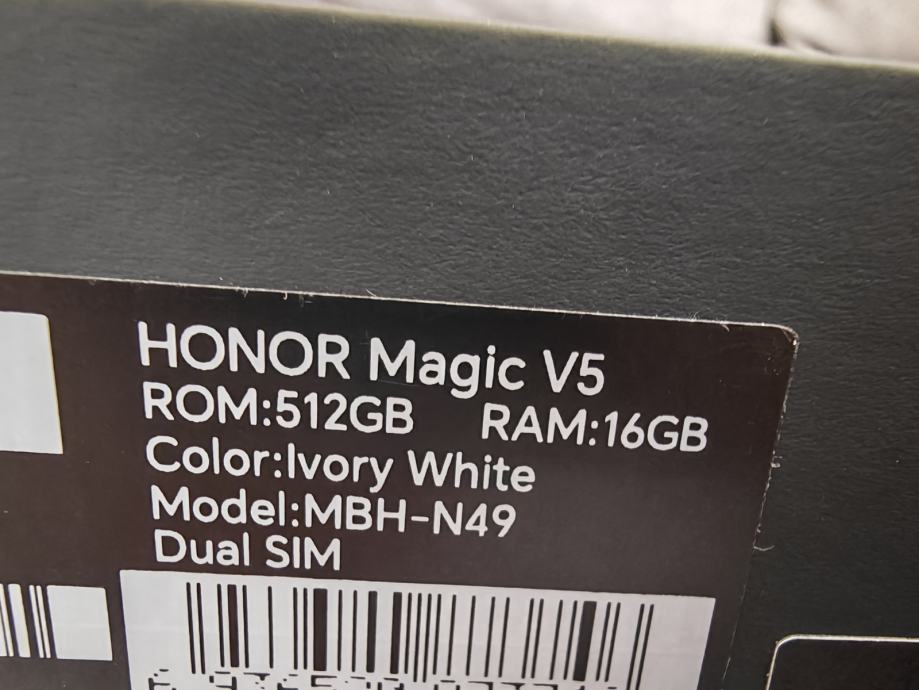 HONOR Magic V5
ROM:512GB RAM:16GB
Color:Ivory White
Model:MBH-N49
Dual SIM